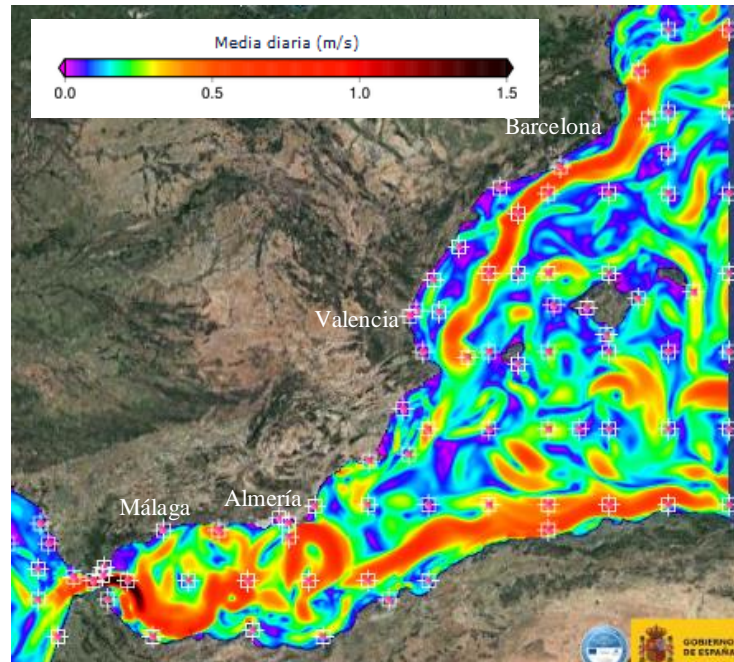 Media diaria (m/s)
0.0 0.5 1.0 1.5
Barcelona
Valencia
Almería
Málaga
GOBIERNO
DE ESPAÑA